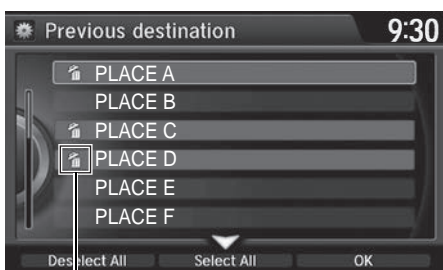 Previous destination 9:30
PLACE A
PLACE B
PLACE C
PLACE D
PLACE E
PLACE F
Deselect All Select All OK